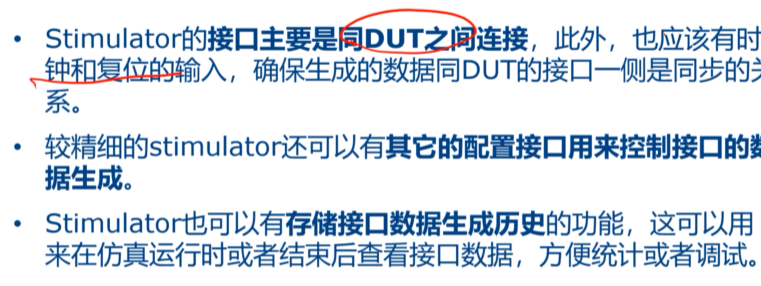 • Stimulator的接口主要是同DUT之间连接，此外，也应该有时
钟和复位的输入，确保生成的数据同DUT的接口一侧是同步的关
系。
• 较精细的stimulator还可以有其它的配置接口用来控制接口的数
据生成。
• Stimulator也可以有存储接口数据生成历史的功能，这可以用
来在仿真运行时或者结束后查看接口数据，方便统计或者调试。